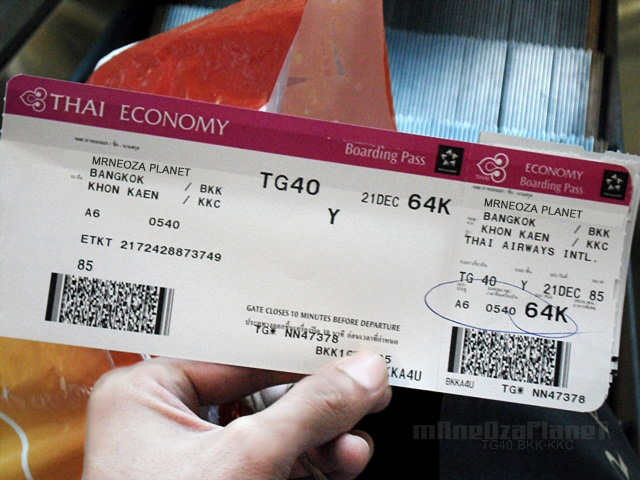 THAI ECONOMY
Boarding Pass
MRNEOZA PLANET
BANGKOK / BKK
KHON KAEN / KKC
TG40 Y 21DEC 64K
A6 0540
ETKT 2172428873749
85
GATE CLOSES 10 MINUTES BEFORE DEPARTURE
TG* NN47378
ECONOMY
Boarding Pass
MRNEOZA PLANET
BANGKOK / BKK
KHON KAEN / KKC
THAI AIRWAYS INTL.
TG 40 Y 21DEC 85
A6 0540 64K
BKKA4U TG* NN47378
mAneOzaPlanet
TG40 BKK-KKC